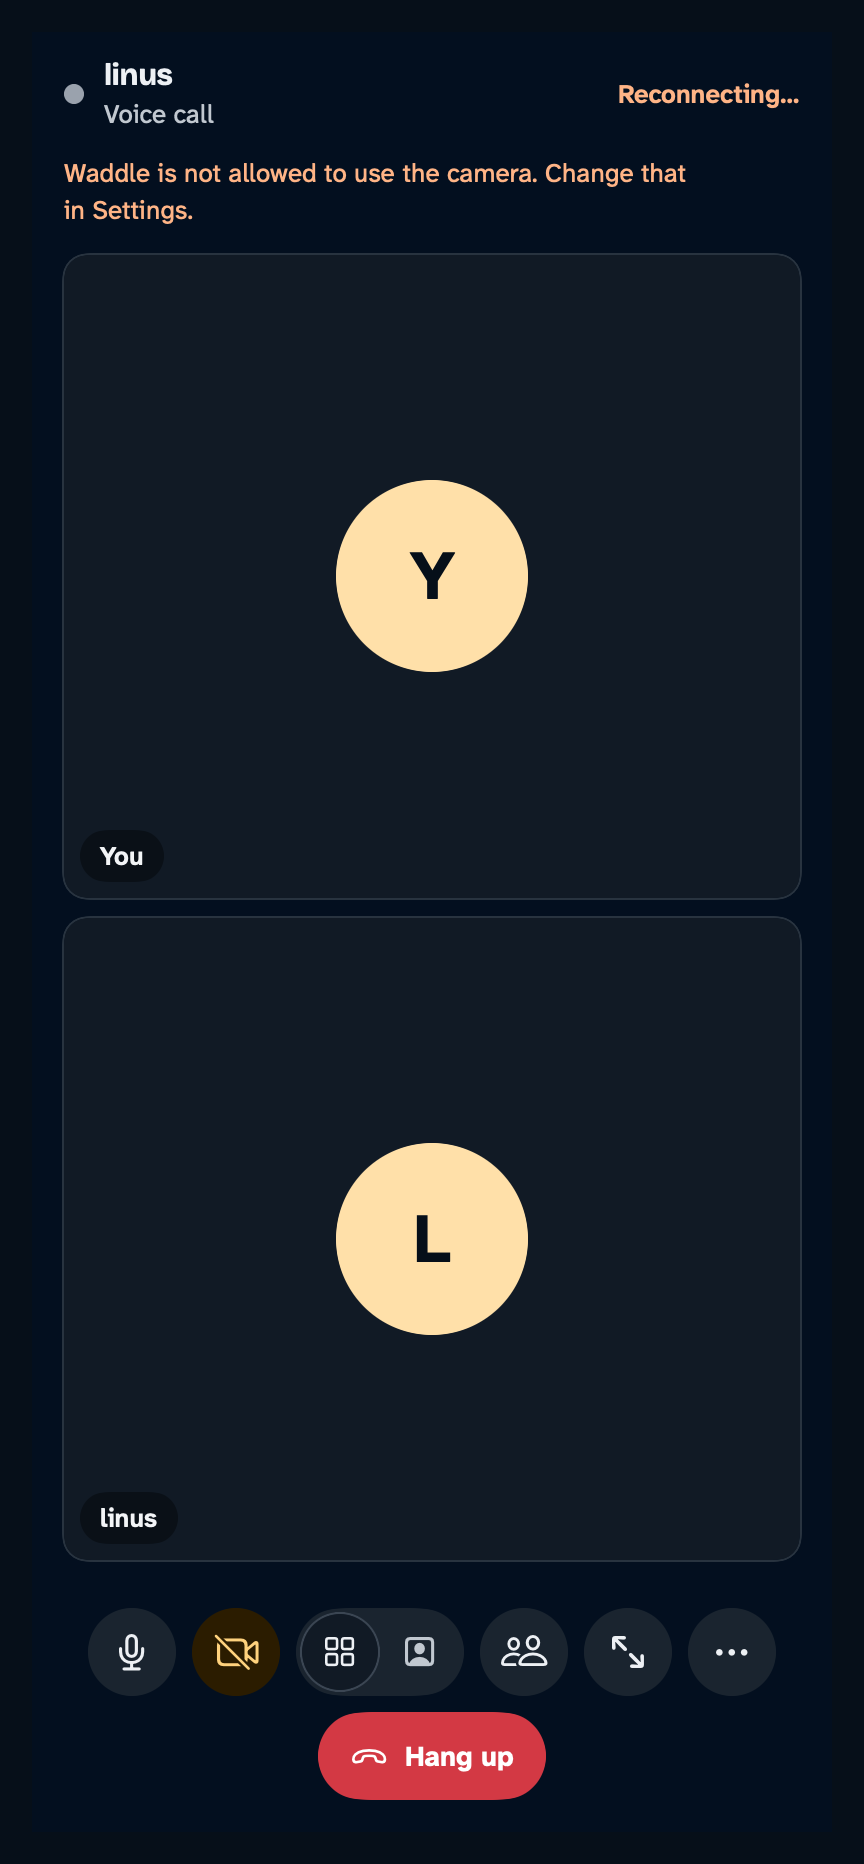 linus
Voice call
Reconnecting...
Waddle is not allowed to use the camera. Change that
in Settings.
Y
You
L
linus
Hang up